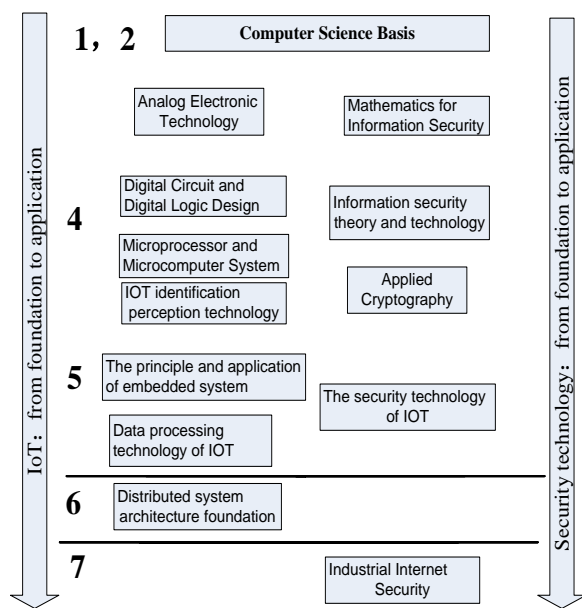 1，2
Computer Science Basis
Analog Electronic
Technology
Mathematics for
Information Security
4
Digital Circuit and
Digital Logic Design
Information security
theory and technology
Microprocessor and
Microcomputer System
IOT identification
perception technology
Applied
Cryptography
5
The principle and application
of embedded system
The security technology
of IOT
Data processing
technology of IOT
6
Distributed system
architecture foundation
7
Industrial Internet
Security
IoT：from foundation to application
Security technology：from foundation to application